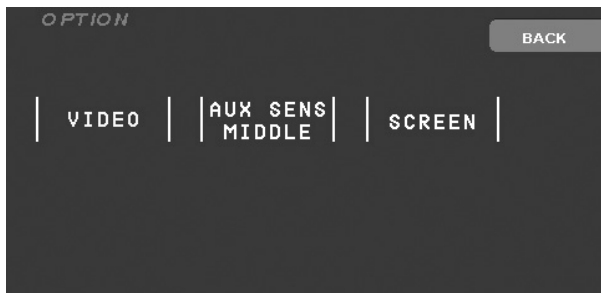 OPTION
BACK
VIDEO
AUX SENS
MIDDLE
SCREEN